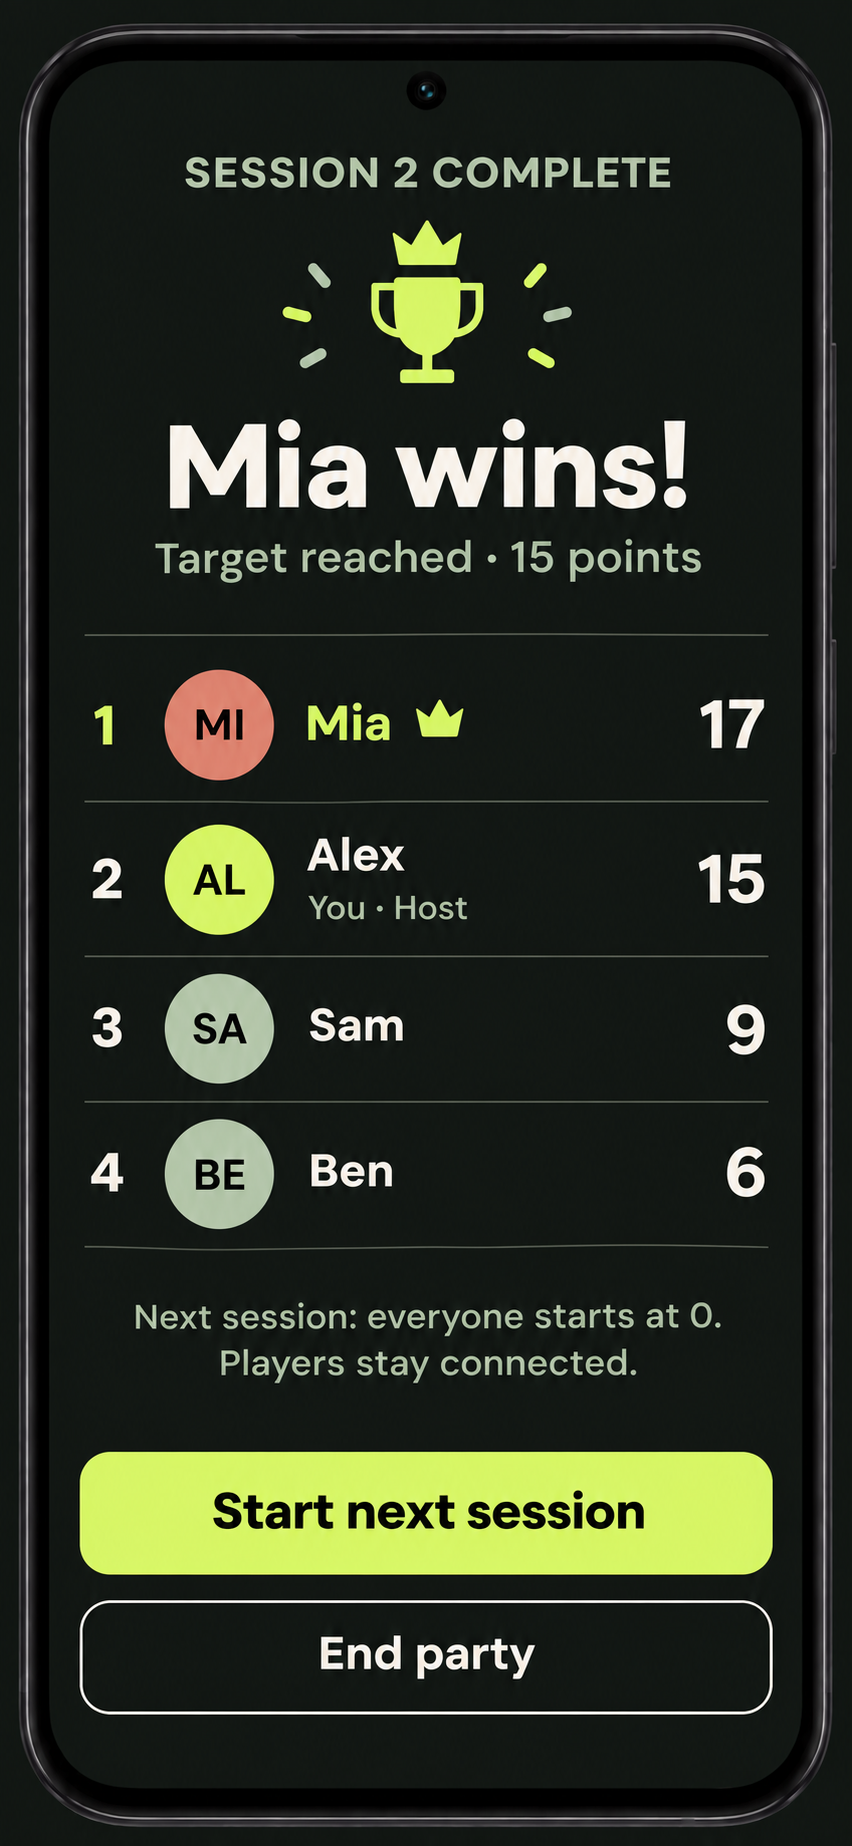 SESSION 2 COMPLETE
Mia wins!
Target reached · 15 points
1 MI Mia 17
2 AL Alex 15
You · Host
3 SA Sam 9
4 BE Ben 6
Next session: everyone starts at 0.
Players stay connected.
Start next session
End party